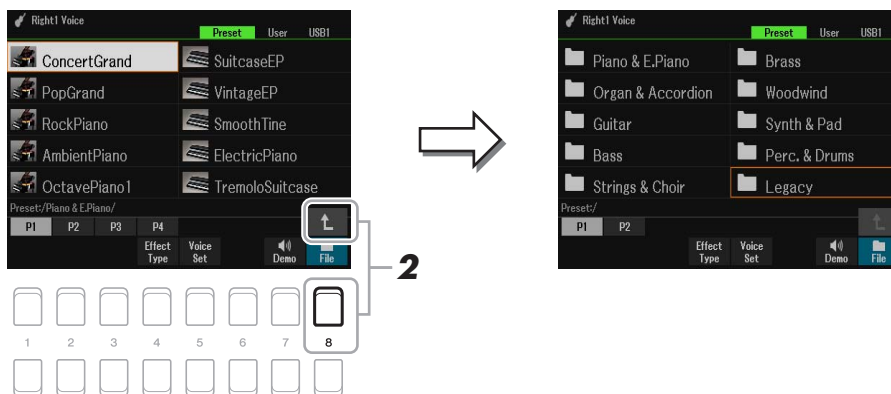 Right1 Voice
Preset User USB1
ConcertGrand SuitcaseEP
PopGrand VintageEP
RockPiano SmoothTine
AmbientPiano ElectricPiano
OctavePiano1 TremoloSuitcase
Preset:/Piano & E.Piano/
P1 P2 P3 P4
Effect Type Voice Set Demo File
2
1 2 3 4 5 6 7 8
Right1 Voice
Preset User USB1
Piano & E.Piano Brass
Organ & Accordion Woodwind
Guitar Synth & Pad
Bass Perc. & Drums
Strings & Choir Legacy
Preset:/
P1 P2
Effect Type Voice Set Demo File